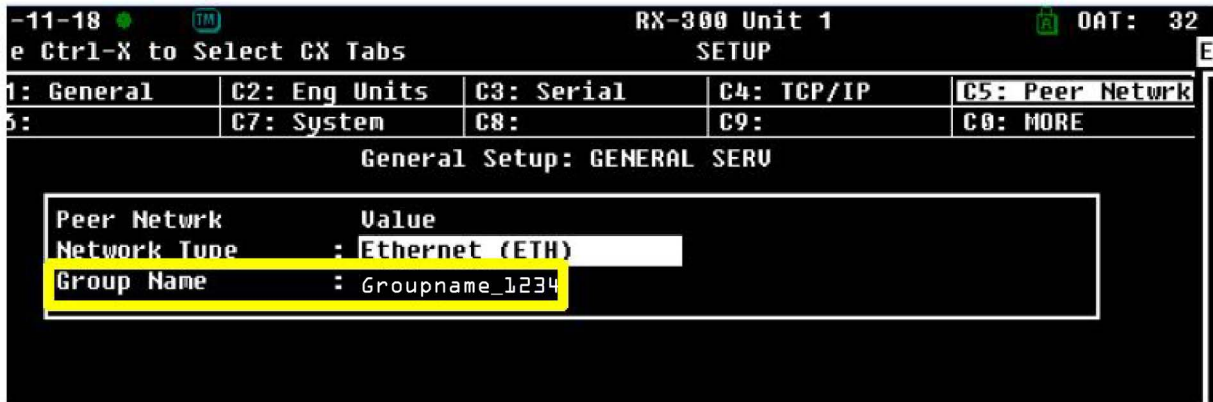 -11-18 TM RX-300 Unit 1 A OAT: 32
e Ctrl-X to Select CX Tabs SETUP E
1: General C2: Eng Units C3: Serial C4: TCP/IP C5: Peer Netwrk
6: C7: System C8: C9: C0: MORE
General Setup: GENERAL SERV
Peer Netwrk Value
Network Type : Ethernet (ETH)
Group Name : Groupname_1234